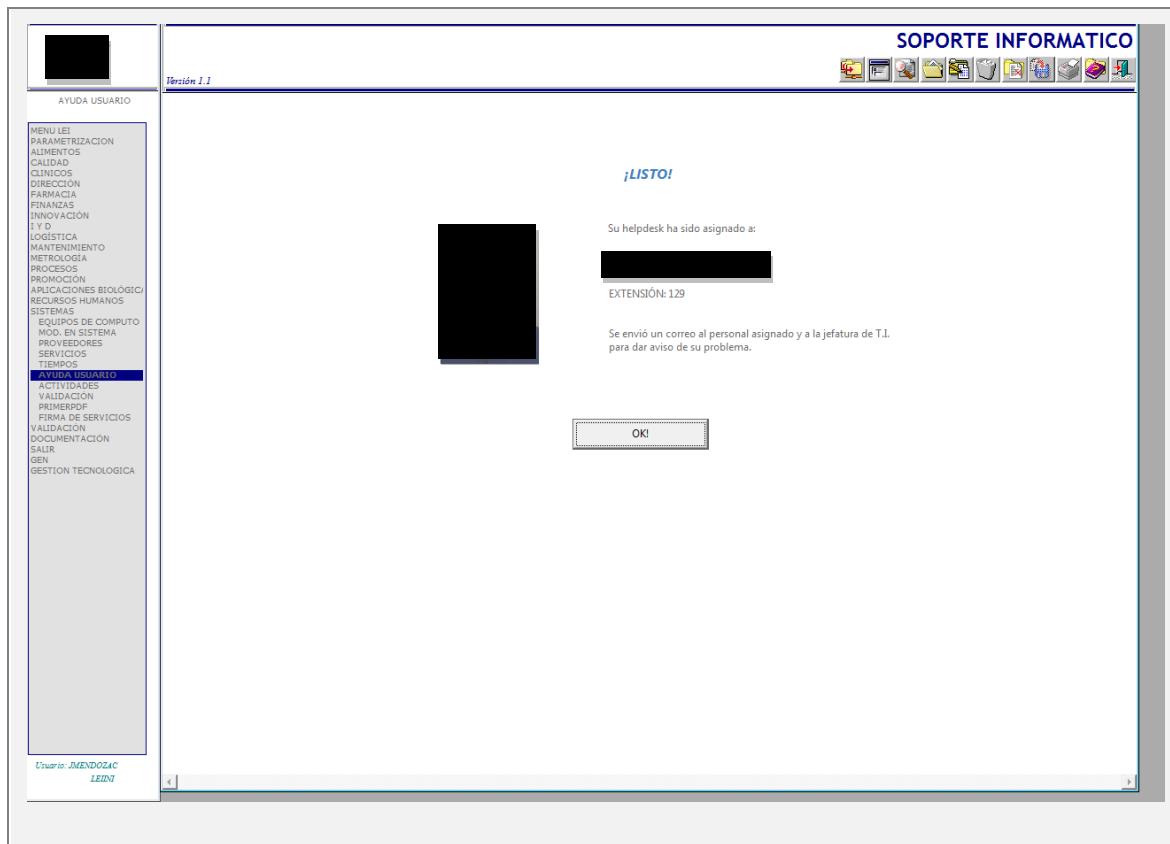 SOPORTE INFORMATICO
Verzión 1.1
AYUDA USUARIO
MENU LEI
PARAMETRIZACION
ALIMENTOS
CALIDAD
CLINICOS
DIRECCIÓN
FARMACIA
FINANZAS
INNOVACIÓN
I Y D
LOGÍSTICA
MANTENIMIENTO
METROLOGÍA
PROCESOS
PROMOCIÓN
APLICACIONES BIOLÓGICA
RECURSOS HUMANOS
SISTEMAS
EQUIPOS DE COMPUTO
MOD. EN SISTEMA
PROVEEDORES
SERVICIOS
TIEMPOS
AYUDA USUARIO
ACTIVIDADES
VALIDACIÓN
PRIMERPDF
FIRMA DE SERVICIOS
VALIDACIÓN
DOCUMENTACIÓN
SALIR
GEN
GESTION TECNOLOGICA
Usuario: JMENDOZAC
LEIINI
¡LISTO!
Su helpdesk ha sido asignado a:
EXTENSIÓN: 129
Se envió un correo al personal asignado y a la jefatura de T.I.
para dar aviso de su problema.
OK!